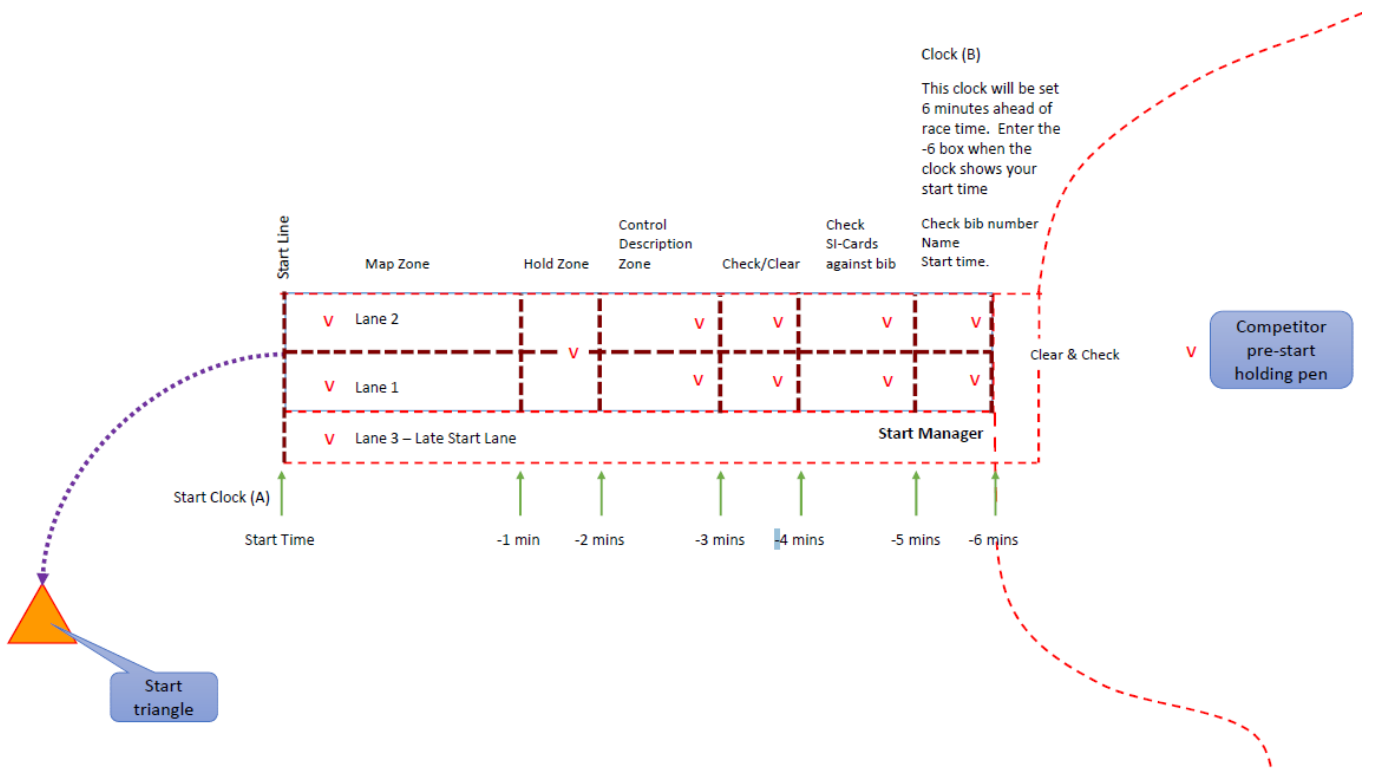 Clock (B)
This clock will be set
6 minutes ahead of
race time.  Enter the
-6 box when the
clock shows your
start time
Start Line
Map Zone
Hold Zone
Control
Description
Zone
Check/Clear
Check
SI-Cards
against bib
Check bib number
Name
Start time.
v
Lane 2
v
v
v
v
v
Clear & Check
v
Competitor
pre-start
holding pen
v
Lane 1
v
v
v
v
v
Lane 3 – Late Start Lane
Start Manager
Start Clock (A)
Start Time
-1 min
-2 mins
-3 mins
-4 mins
-5 mins
-6 mins
Start
triangle